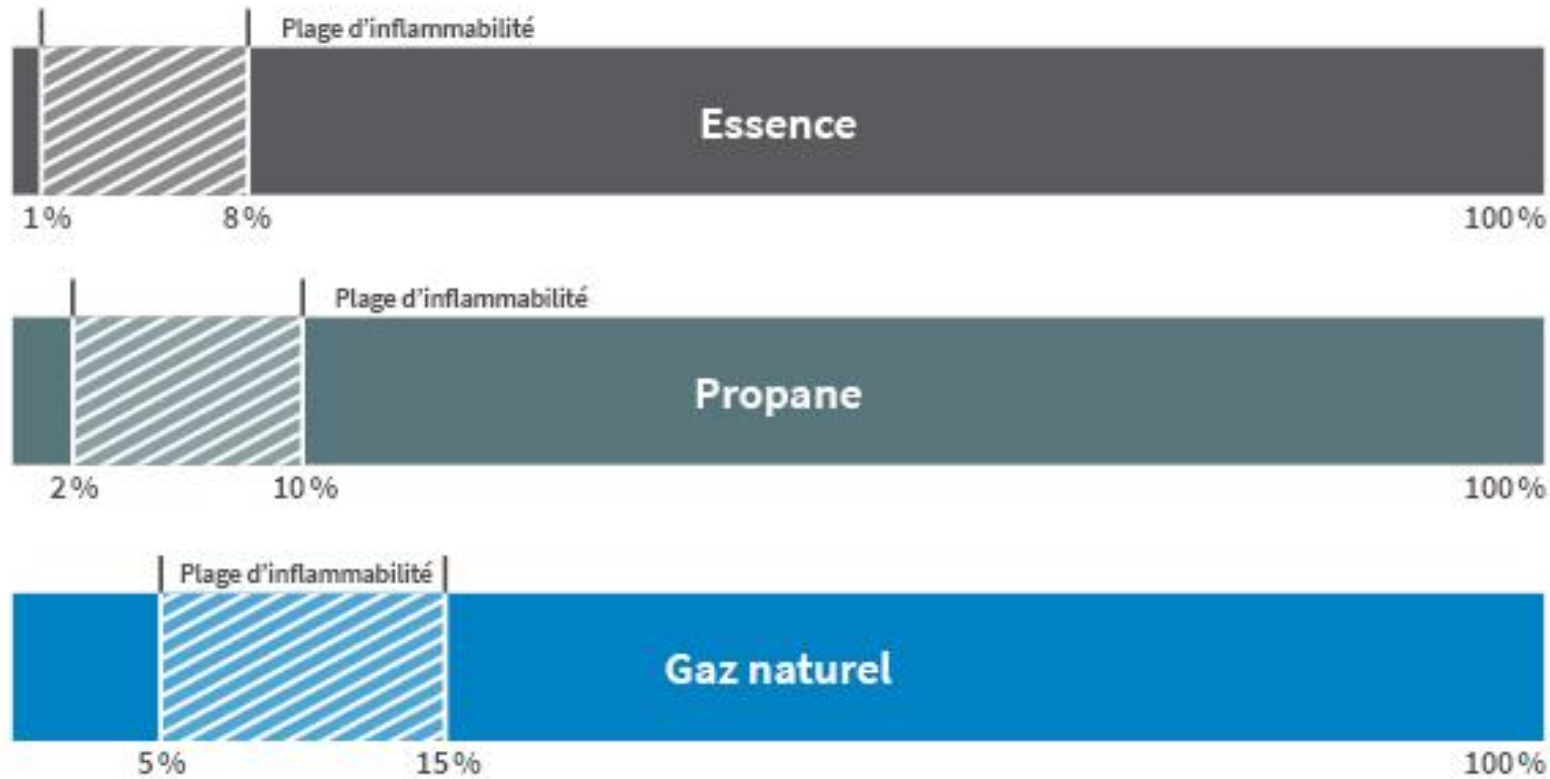 Plage d'inflammabilité
Essence
1 % 8 % 100 %
Plage d'inflammabilité
Propane
2 % 10 % 100 %
Plage d'inflammabilité
Gaz naturel
5 % 15 % 100 %